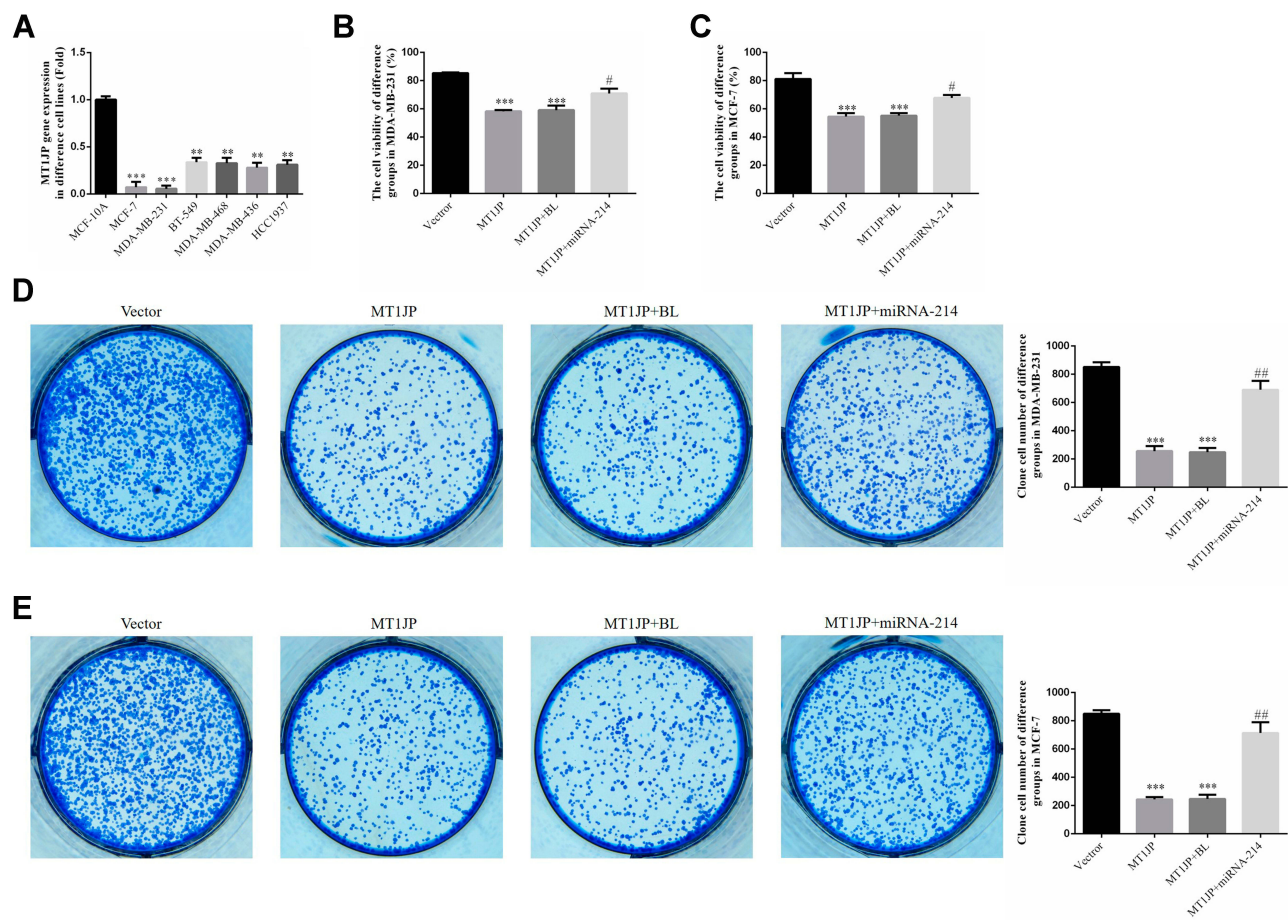 A
MT1JP gene expression
in difference cell lines (Fold)
1.5
1.0
0.5
0.0
***
***
**
**
**
**
MCF-10A
MCF-7
MDA-MB-231
BT-549
MDA-MB-468
MDA-MB-436
HCC1937
B
The cell viability of difference
groups in MDA-MB-231 (%)
100
80
60
40
20
0
***
***
#
Vectror
MT1JP
MT1JP+BL
MT1JP+miRNA-214
C
The cell viability of difference
groups in MCF-7 (%)
100
80
60
40
20
0
***
***
#
Vectror
MT1JP
MT1JP+BL
MT1JP+miRNA-214
D
Vector
MT1JP
MT1JP+BL
MT1JP+miRNA-214
Clone cell number of difference
groups in MDA-MB-231
1000
800
600
400
200
0
***
***
##
Vectror
MT1JP
MT1JP+BL
MT1JP+miRNA-214
E
Vector
MT1JP
MT1JP+BL
MT1JP+miRNA-214
Clone cell number of difference
groups in MCF-7
1000
800
600
400
200
0
***
***
##
Vectror
MT1JP
MT1JP+BL
MT1JP+miRNA-214